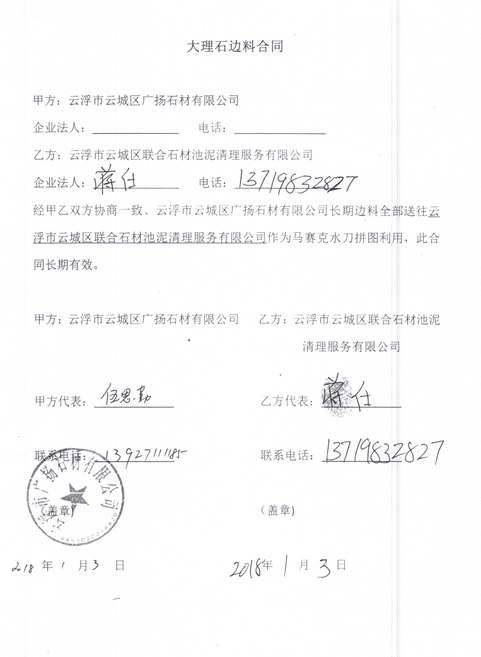 大理石边料合同
甲方：云浮市云城区广扬石材有限公司
企业法人：____________ 电话：____________
乙方：云浮市云城区联合石材池泥清理服务有限公司
企业法人：蒋仕 电话：13719832827
经甲乙双方协商一致、云浮市云城区广扬石材有限公司长期边料全部送往云
浮市云城区联合石材池泥清理服务有限公司作为马赛克水刀拼图利用，此合
同长期有效。
甲方：云浮市云城区广扬石材有限公司 乙方：云浮市云城区联合石材池泥
清理服务有限公司
甲方代表：伍思勤 乙方代表：蒋仕
联系电话：13927111185 联系电话：13719832827
云浮市广扬石材有限公司
（盖章） （盖章）
2018年1月3日 2018年1月3日